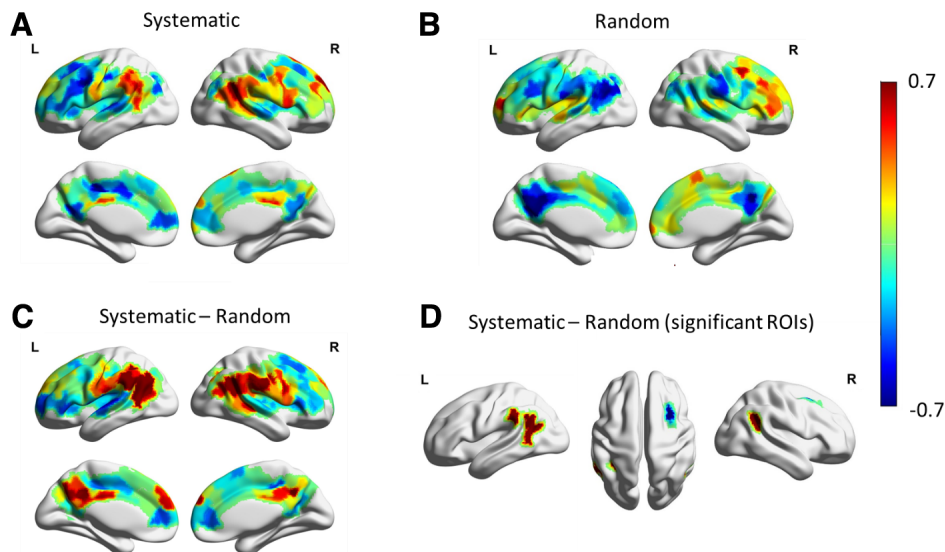 A
Systematic
L
R
B
Random
L
R
0.7
-0.7
C
Systematic – Random
L
R
D
Systematic – Random (significant ROIs)
L
R